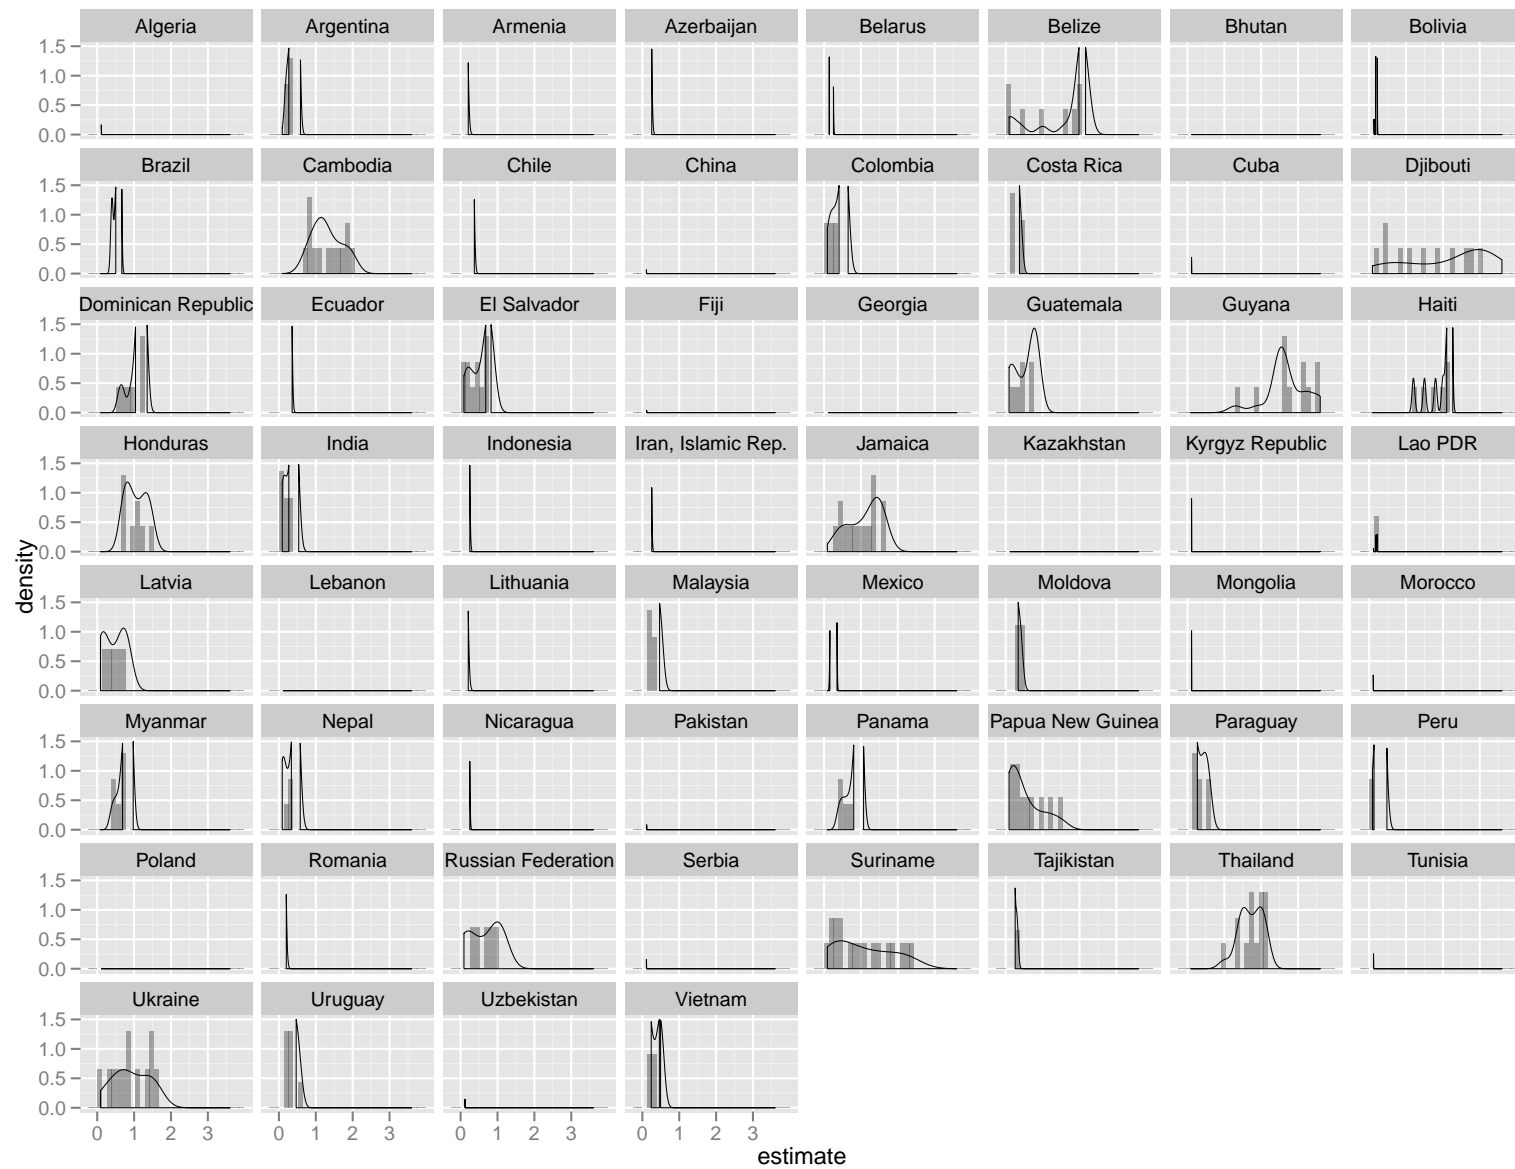 Algeria Argentina Armenia Azerbaijan Belarus Belize Bhutan Bolivia
1.5
1.0
0.5
0.0
Brazil Cambodia Chile China Colombia Costa Rica Cuba Djibouti
1.5
1.0
0.5
0.0
Dominican Republic Ecuador El Salvador Fiji Georgia Guatemala Guyana Haiti
1.5
1.0
0.5
0.0
Honduras India Indonesia Iran, Islamic Rep. Jamaica Kazakhstan Kyrgyz Republic Lao PDR
1.5
1.0
0.5
0.0
density
Latvia Lebanon Lithuania Malaysia Mexico Moldova Mongolia Morocco
1.5
1.0
0.5
0.0
Myanmar Nepal Nicaragua Pakistan Panama Papua New Guinea Paraguay Peru
1.5
1.0
0.5
0.0
Poland Romania Russian Federation Serbia Suriname Tajikistan Thailand Tunisia
1.5
1.0
0.5
0.0
Ukraine Uruguay Uzbekistan Vietnam
1.5
1.0
0.5
0.0
0 1 2 3 0 1 2 3 0 1 2 3 0 1 2 3
estimate